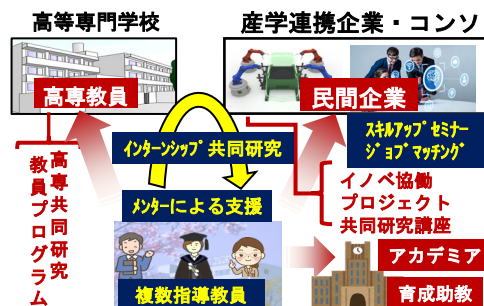 高等専門学校
産学連携企業・コンソ
高専教員
民間企業
ｽｷﾙｱｯﾌﾟｾﾐﾅｰ
ｼﾞｮﾌﾞﾏｯﾁﾝｸﾞ
ｲﾝﾀｰﾝｼｯﾌﾟ共同研究
高専共同研究
教員プログラム
イノベ協働
プロジェクト
共同研究講座
ﾒﾝﾀｰによる支援
アカデミア
複数指導教員
育成助教